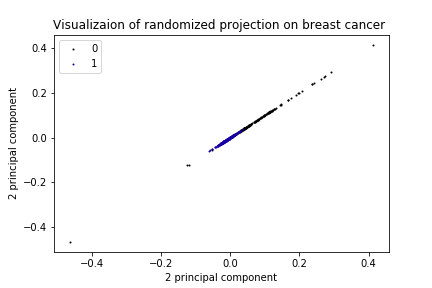 Visualizaion of randomized projection on breast cancer
0
1
0.4
0.2
0.0
−0.2
−0.4
2 principal component
−0.4 −0.2 0.0 0.2 0.4
2 principal component